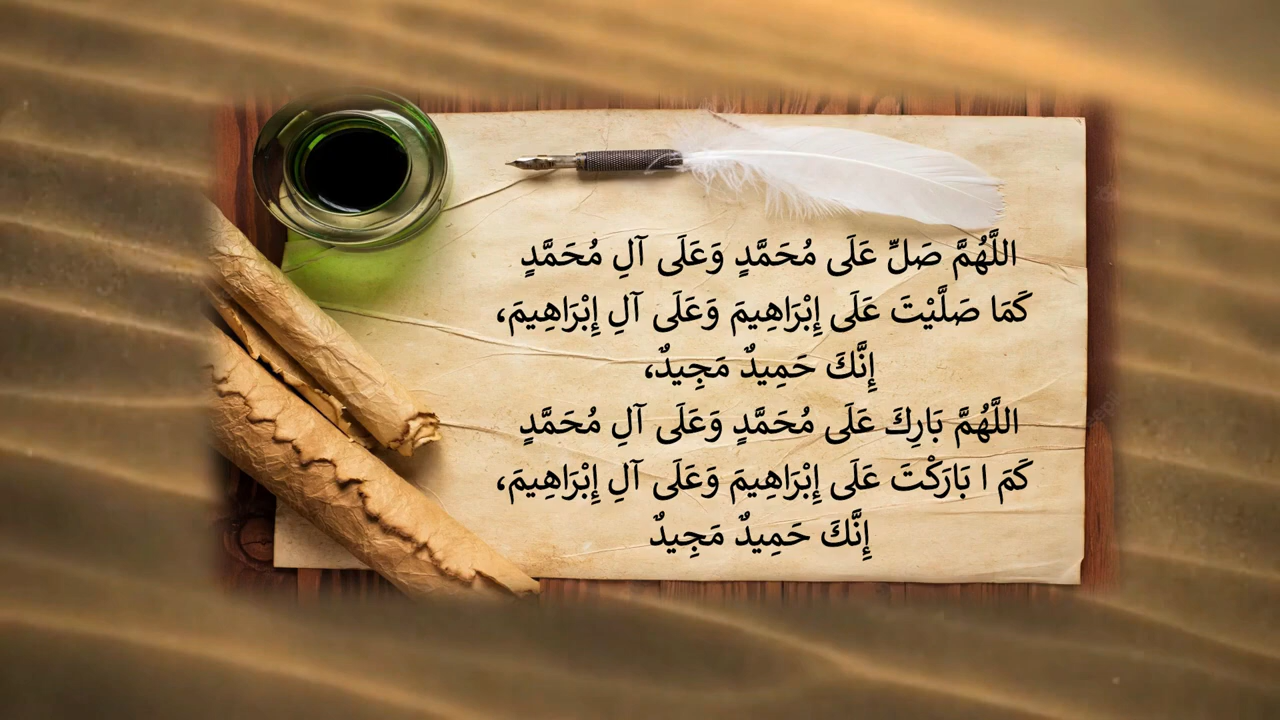 اللَّهُمَّ صَلِّ عَلَى مُحَمَّدٍ وَعَلَى آلِ مُحَمَّدٍ
كَمَا صَلَّيْتَ عَلَى إِبْرَاهِيمَ وَعَلَى آلِ إِبْرَاهِيمَ،
إِنَّكَ حَمِيدٌ مَجِيدٌ،
اللَّهُمَّ بَارِكَ عَلَى مُحَمَّدٍ وَعَلَى آلِ مُحَمَّدٍ
كَمَ ا بَارَكْتَ عَلَى إِبْرَاهِيمَ وَعَلَى آلِ إِبْرَاهِيمَ،
إِنَّكَ حَمِيدٌ مَجِيدٌ